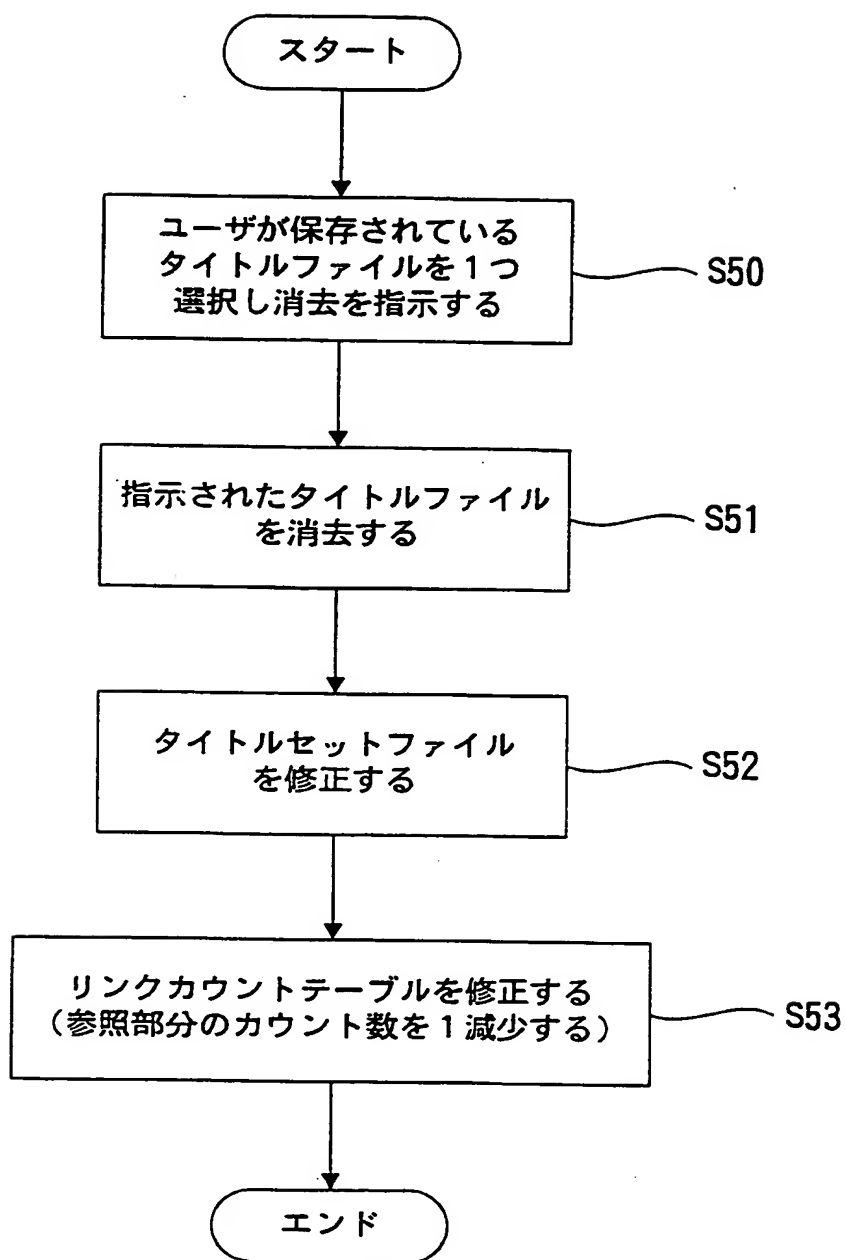 スタート
ユーザが保存されている
タイトルファイルを1つ
選択し消去を指示する
S50
指示されたタイトルファイル
を消去する
S51
タイトルセットファイル
を修正する
S52
リンクカウントテーブルを修正する
（参照部分のカウント数を1減少する）
S53
エンド